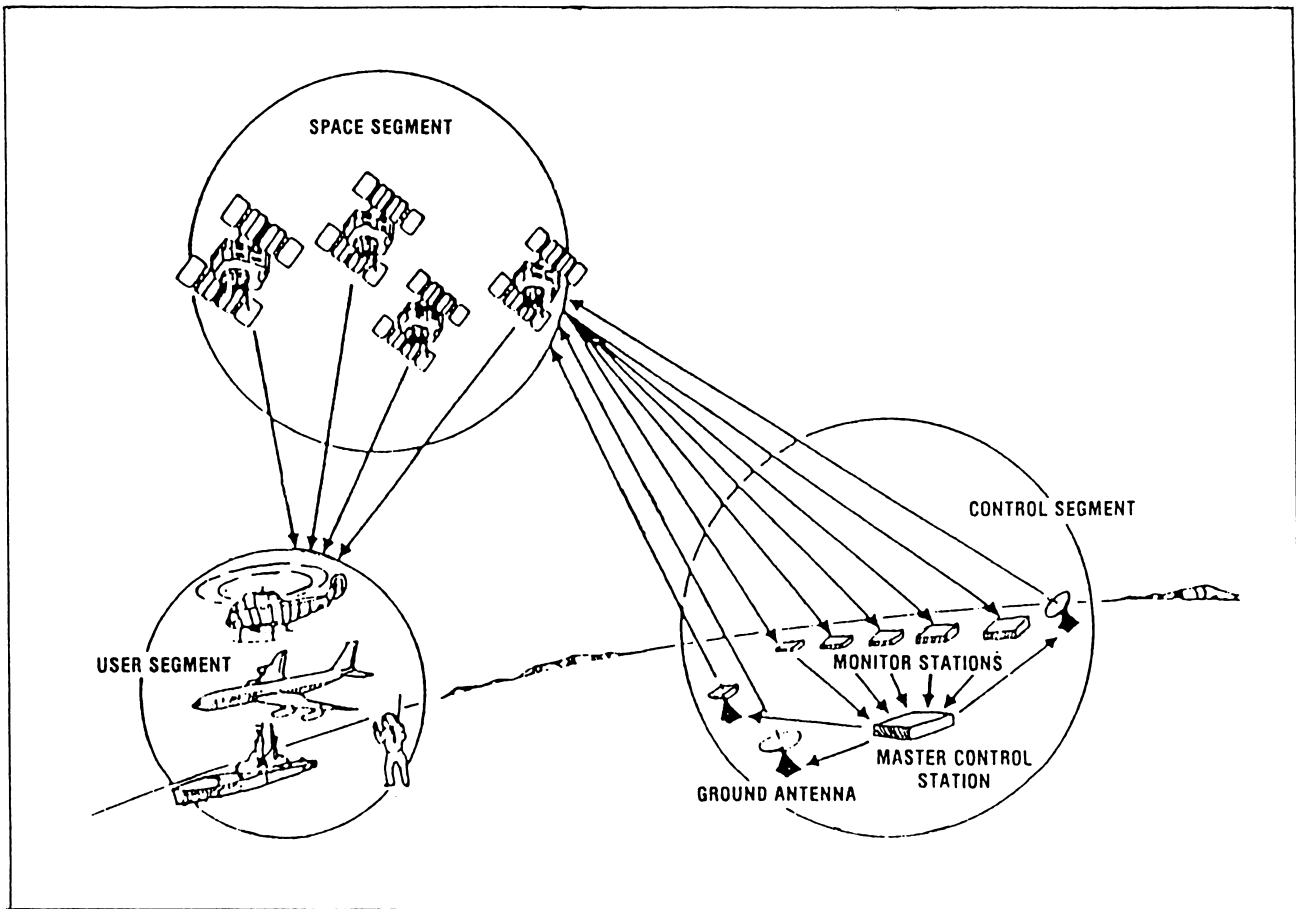 SPACE SEGMENT
CONTROL SEGMENT
USER SEGMENT
MONITOR STATIONS
MASTER CONTROL
STATION
GROUND ANTENNA